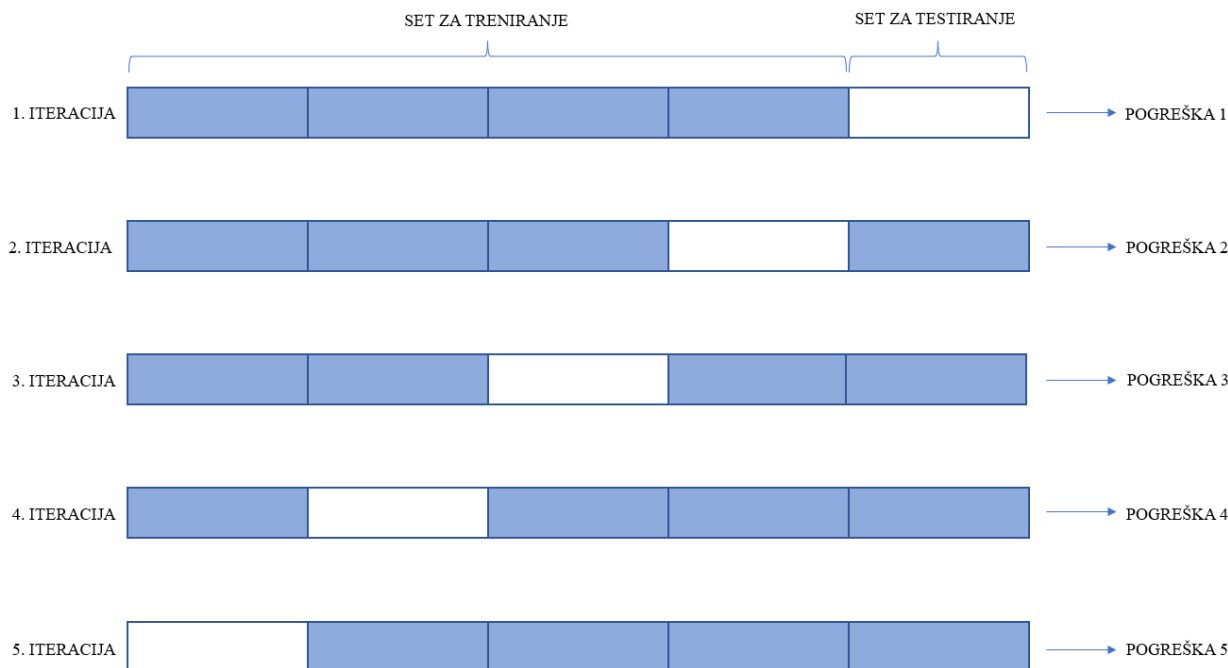 SET ZA TRENIRANJE
SET ZA TESTIRANJE
1. ITERACIJA
POGREŠKA 1
2. ITERACIJA
POGREŠKA 2
3. ITERACIJA
POGREŠKA 3
4. ITERACIJA
POGREŠKA 4
5. ITERACIJA
POGREŠKA 5